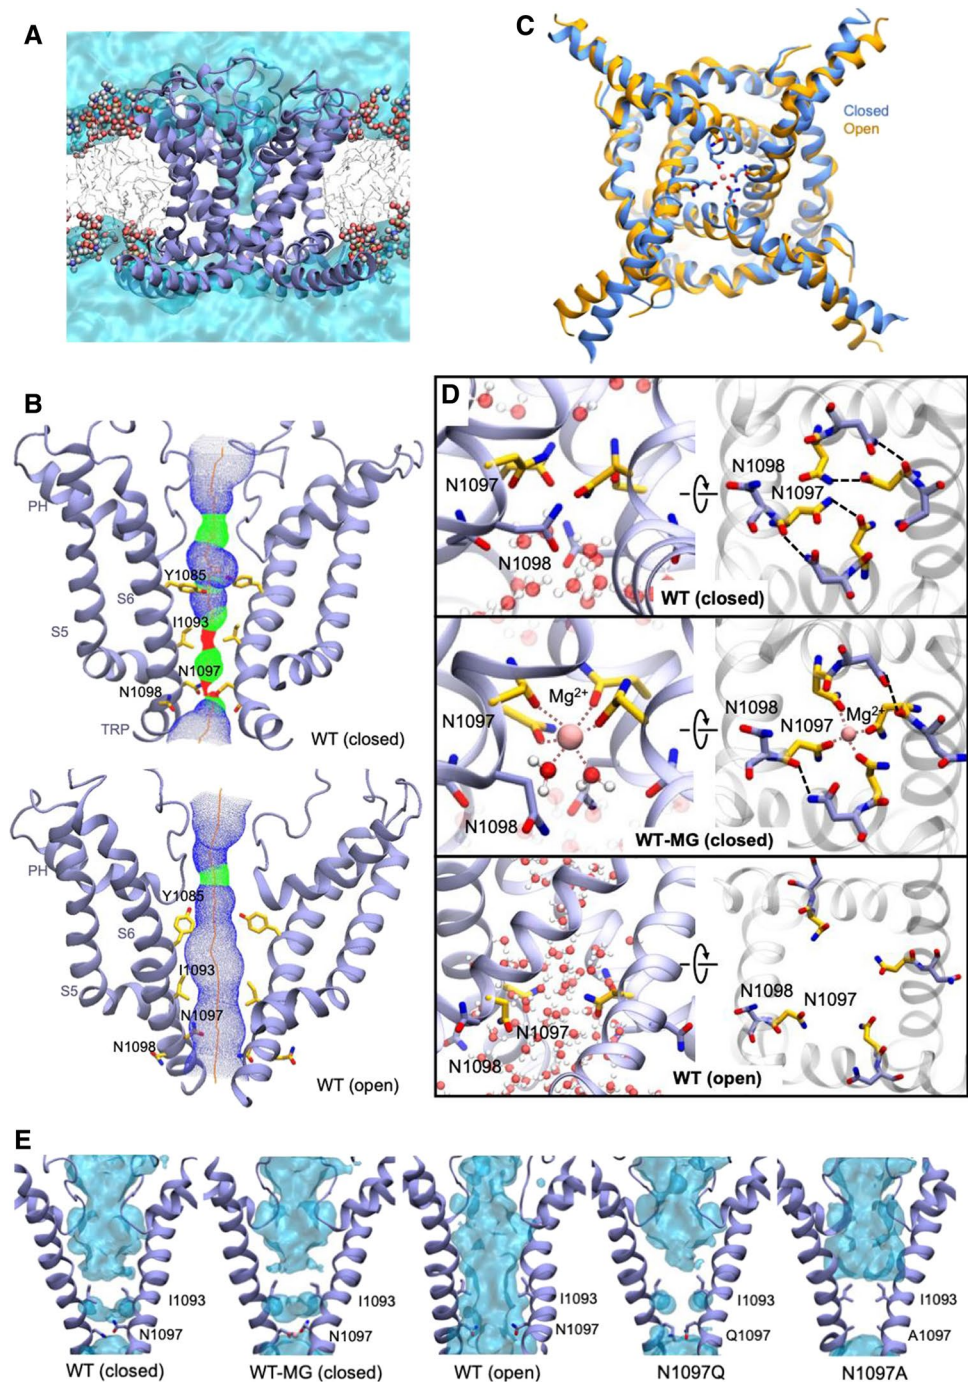 A
C
Closed
Open
B
PH
Y1085
S6
I1093
S5
N1097
N1098
TRP
WT (closed)
PH
Y1085
S6
I1093
S5
N1097
N1098
WT (open)
D
N1097
N1098
N1098
N1097
WT (closed)
Mg2+
N1097
N1098
N1098
N1097
Mg2+
WT-MG (closed)
N1097
N1098
N1098
N1097
WT (open)
E
I1093
N1097
WT (closed)
I1093
N1097
WT-MG (closed)
I1093
N1097
WT (open)
I1093
Q1097
N1097Q
I1093
A1097
N1097A